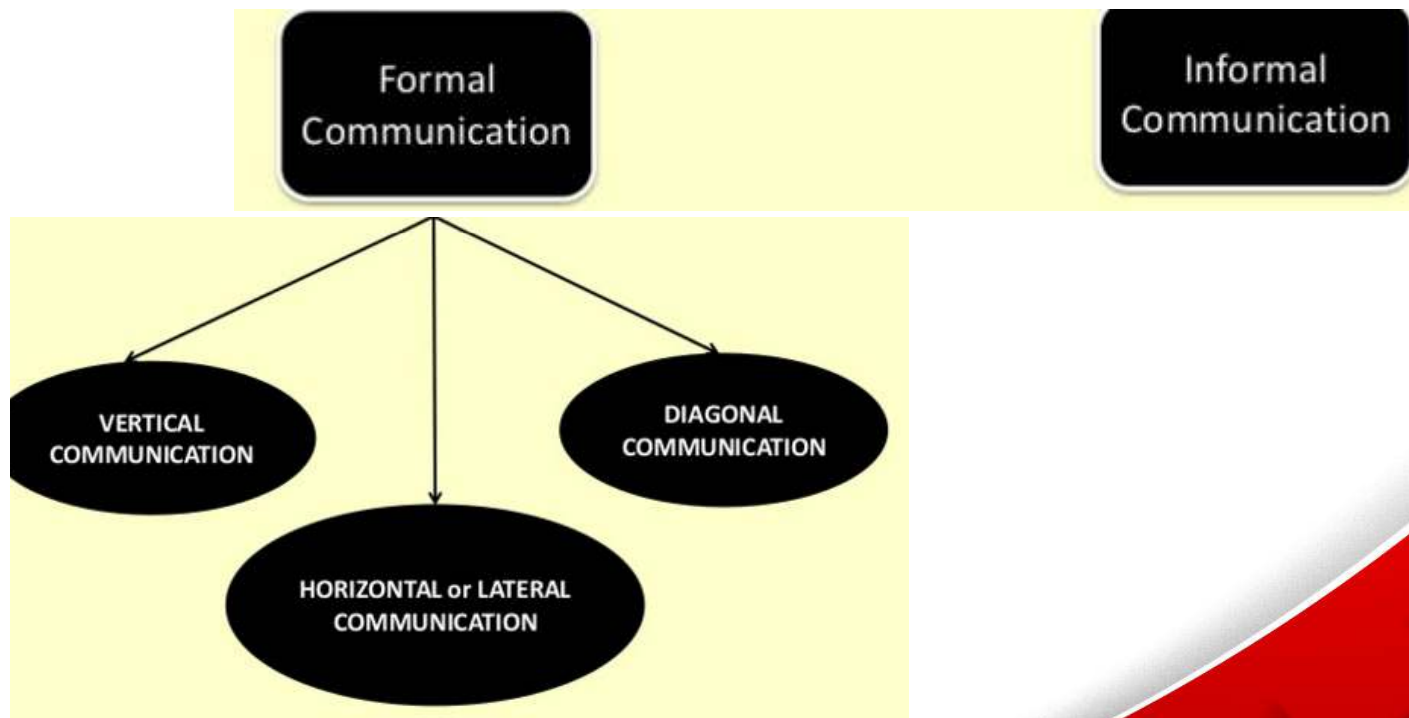 Formal
Communication
Informal
Communication
VERTICAL
COMMUNICATION
DIAGONAL
COMMUNICATION
HORIZONTAL or LATERAL
COMMUNICATION